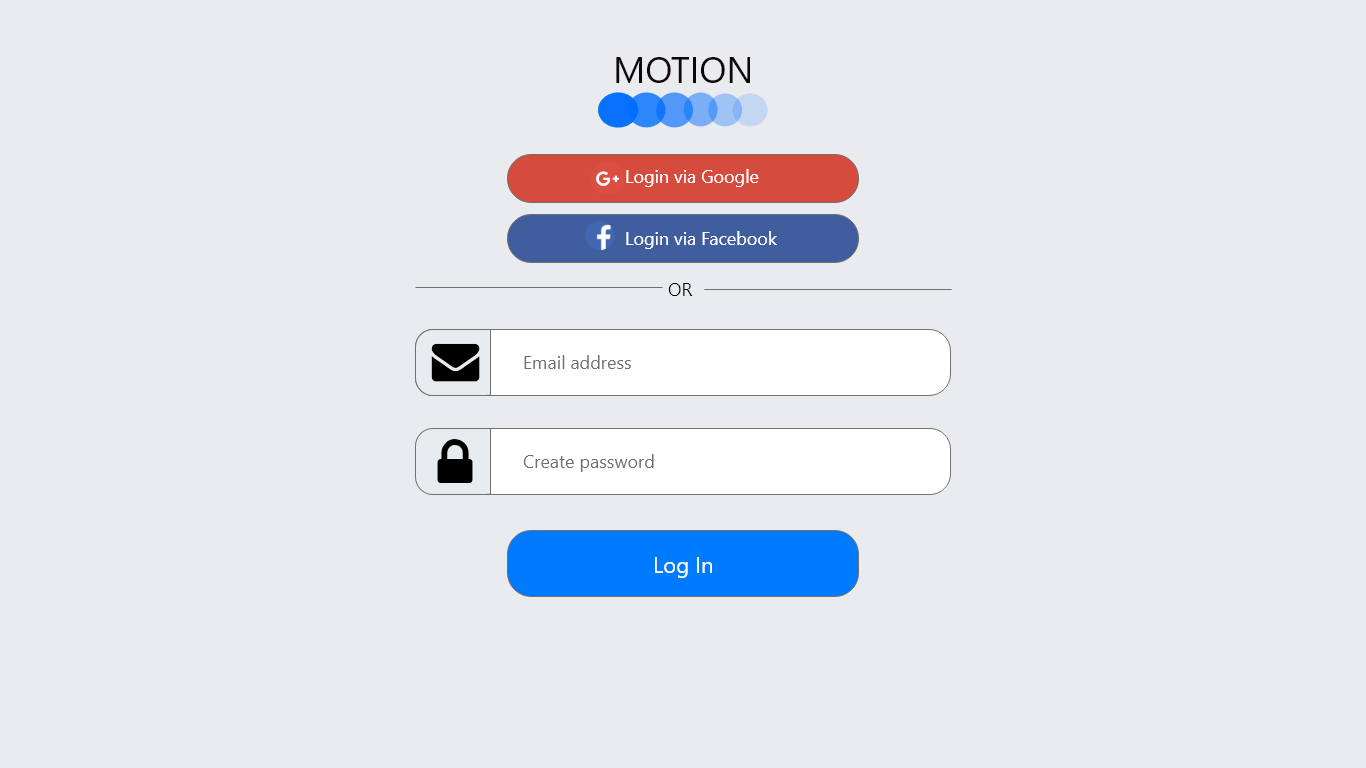 MOTION
G+ Login via Google
f Login via Facebook
OR
Email address
Create password
Log In